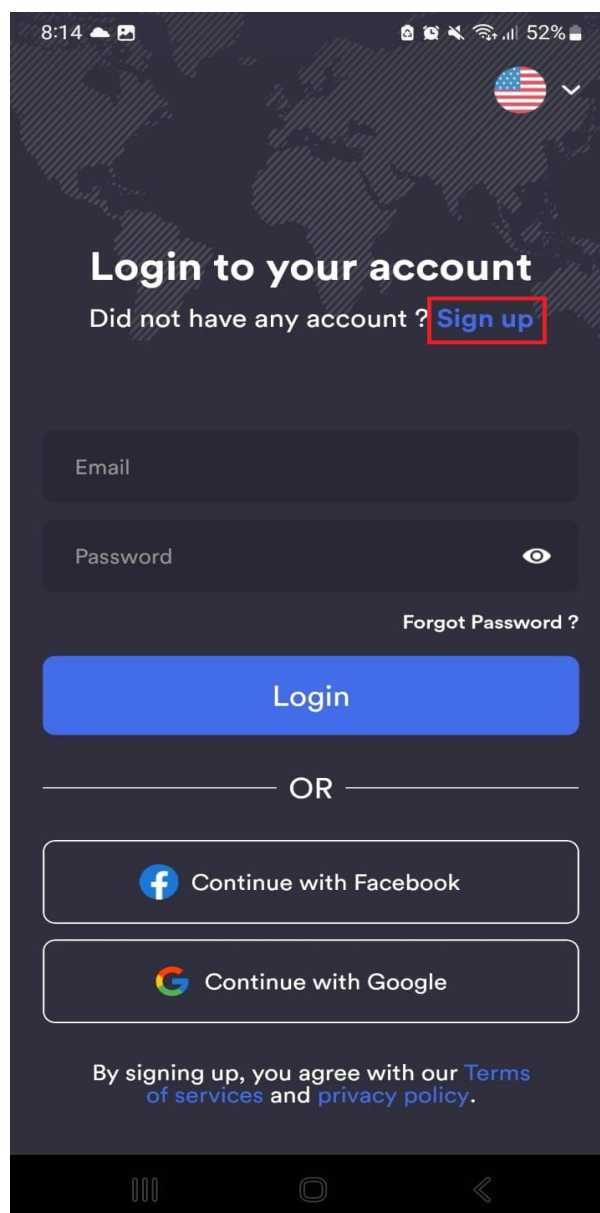 8:14 52%
Login to your account
Did not have any account ? Sign up
Email
Password
Forgot Password ?
Login
OR
Continue with Facebook
Continue with Google
By signing up, you agree with our Terms
of services and privacy policy.